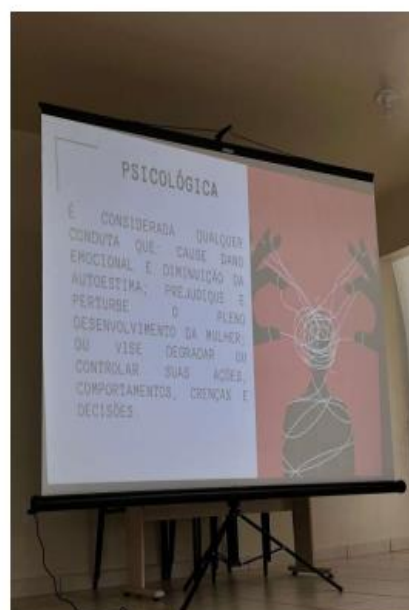 PSICOLÓGICA
É CONSIDERADA QUALQUER
CONDUTA QUE: CAUSE DANO
EMOCIONAL E DIMINUIÇÃO DA
AUTOESTIMA; PREJUDIQUE E
PERTURBE O PLENO
DESENVOLVIMENTO DA MULHER;
OU VISE DEGRADAR OU
CONTROLAR SUAS AÇÕES,
COMPORTAMENTOS, CRENÇAS E
DECISÕES.